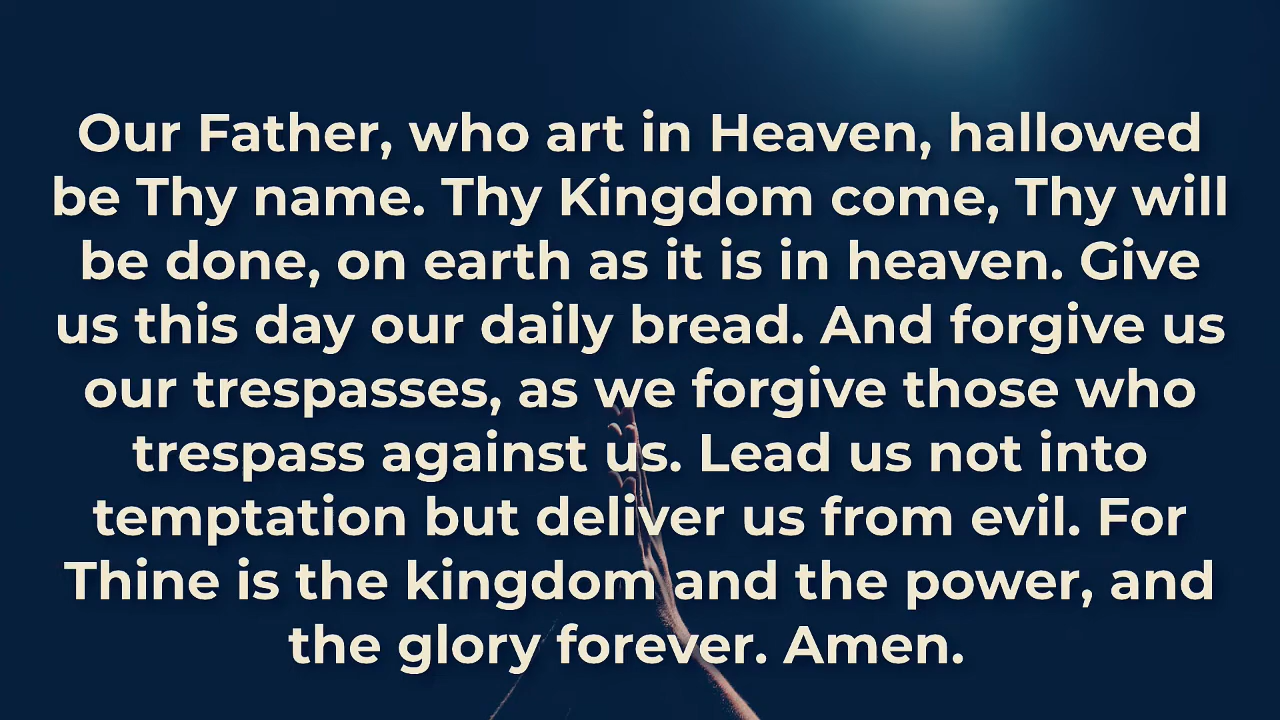 Our Father, who art in Heaven, hallowed
be Thy name. Thy Kingdom come, Thy will
be done, on earth as it is in heaven. Give
us this day our daily bread. And forgive us
our trespasses, as we forgive those who
trespass against us. Lead us not into
temptation but deliver us from evil. For
Thine is the kingdom and the power, and
the glory forever. Amen.